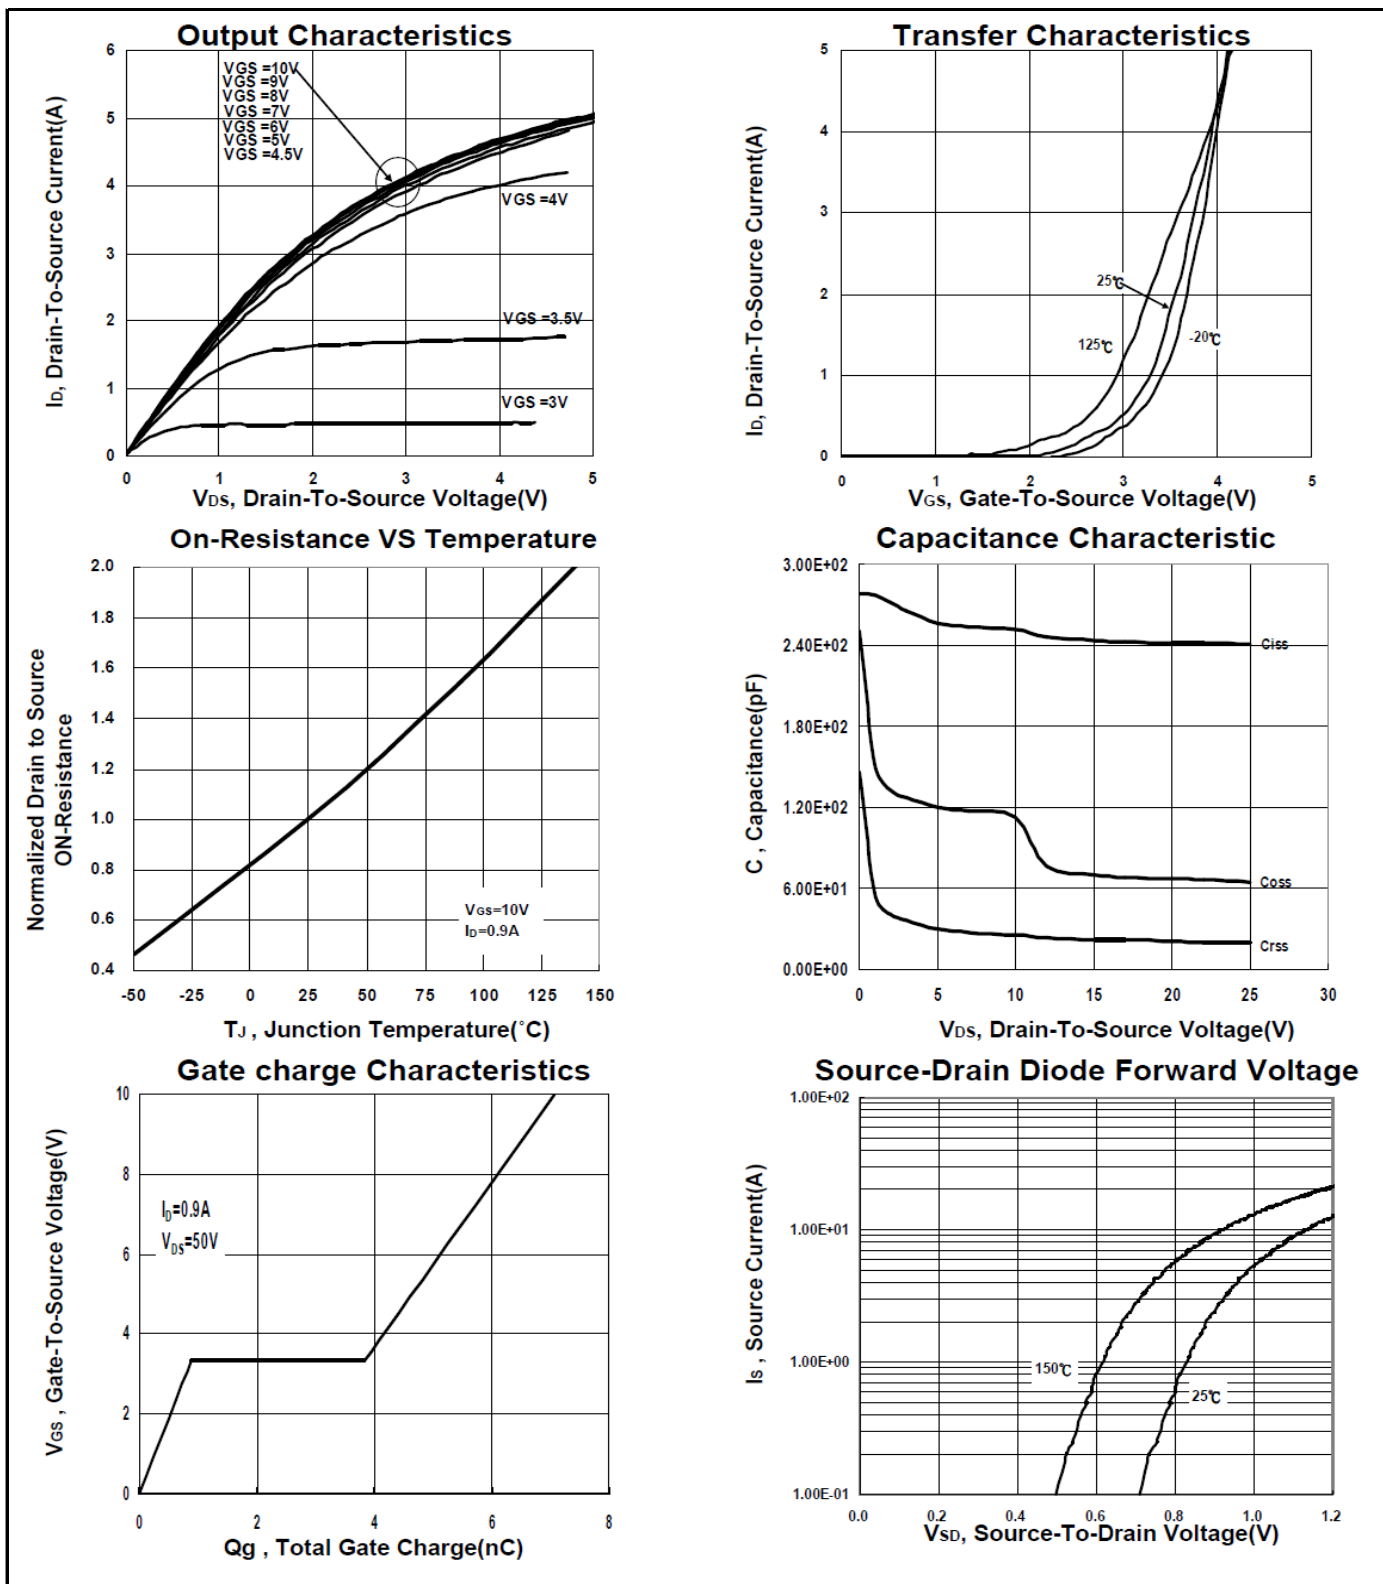 Output Characteristics
6
5
4
3
2
1
0
ID, Drain-To-Source Current(A)
VGS =10V
VGS =9V
VGS =8V
VGS =7V
VGS =6V
VGS =5V
VGS =4.5V
VGS =4V
VGS =3.5V
VGS =3V
0 1 2 3 4 5
VDS, Drain-To-Source Voltage(V)
Transfer Characteristics
5
4
3
2
1
0
ID, Drain-To-Source Current(A)
25℃
125℃
-20℃
0 1 2 3 4 5
VGS, Gate-To-Source Voltage(V)
On-Resistance VS Temperature
2.0
1.8
1.6
1.4
1.2
1.0
0.8
0.6
0.4
Normalized Drain to Source
ON-Resistance
VGS=10V
ID=0.9A
-50 -25 0 25 50 75 100 125 150
TJ , Junction Temperature(˚C)
Capacitance Characteristic
3.00E+02
2.40E+02
1.80E+02
1.20E+02
6.00E+01
0.00E+00
C , Capacitance(pF)
Ciss
Coss
Crss
0 5 10 15 20 25 30
VDS, Drain-To-Source Voltage(V)
Gate charge Characteristics
10
8
6
4
2
0
VGS , Gate-To-Source Voltage(V)
ID=0.9A
VDS=50V
0 2 4 6 8
Qg , Total Gate Charge(nC)
Source-Drain Diode Forward Voltage
1.00E+02
1.00E+01
1.00E+00
1.00E-01
IS , Source Current(A)
150℃
25℃
0.0 0.2 0.4 0.6 0.8 1.0 1.2
VSD, Source-To-Drain Voltage(V)